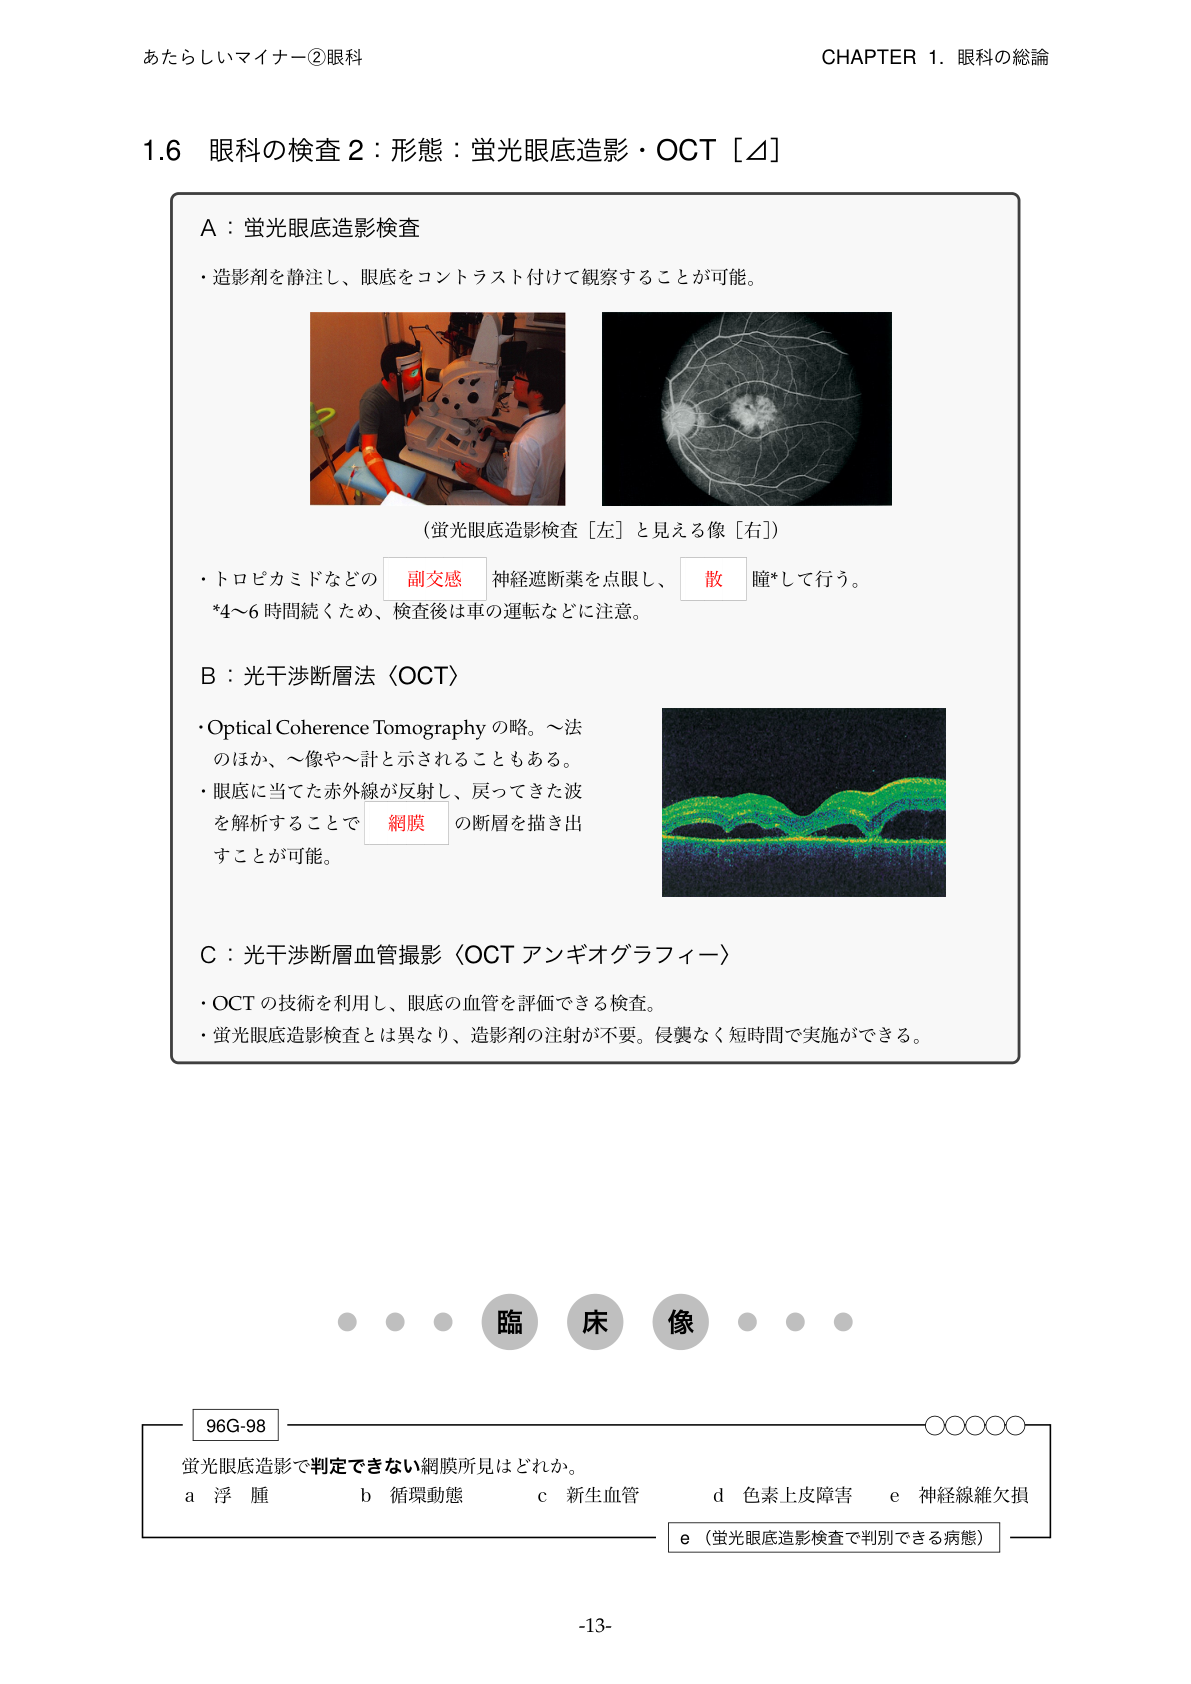 あたらしいマイナー②眼科
CHAPTER 1. 眼科の総論
1.6 眼科の検査 2：形態：蛍光眼底造影・OCT［⊿］
A：蛍光眼底造影検査
・造影剤を静注し、眼底をコントラスト付けて観察することが可能。
（蛍光眼底造影検査［左］と見える像［右］）
・トロピカミドなどの 副交感 神経遮断薬を点眼し、 散 瞳*して行う。
*4〜6 時間続くため、検査後は車の運転などに注意。
B：光干渉断層法〈OCT〉
・Optical Coherence Tomography の略。〜法
のほか、〜像や〜計と示されることもある。
・眼底に当てた赤外線が反射し、戻ってきた波
を解析することで 網膜 の断層を描き出
すことが可能。
C：光干渉断層血管撮影〈OCT アンギオグラフィー〉
・OCT の技術を利用し、眼底の血管を評価できる検査。
・蛍光眼底造影検査とは異なり、造影剤の注射が不要。侵襲なく短時間で実施ができる。
臨床像
96G-98
蛍光眼底造影で判定できない網膜所見はどれか。
a 浮 腫 b 循環動態 c 新生血管 d 色素上皮障害 e 神経線維欠損
e （蛍光眼底造影検査で判別できる病態）
-13-